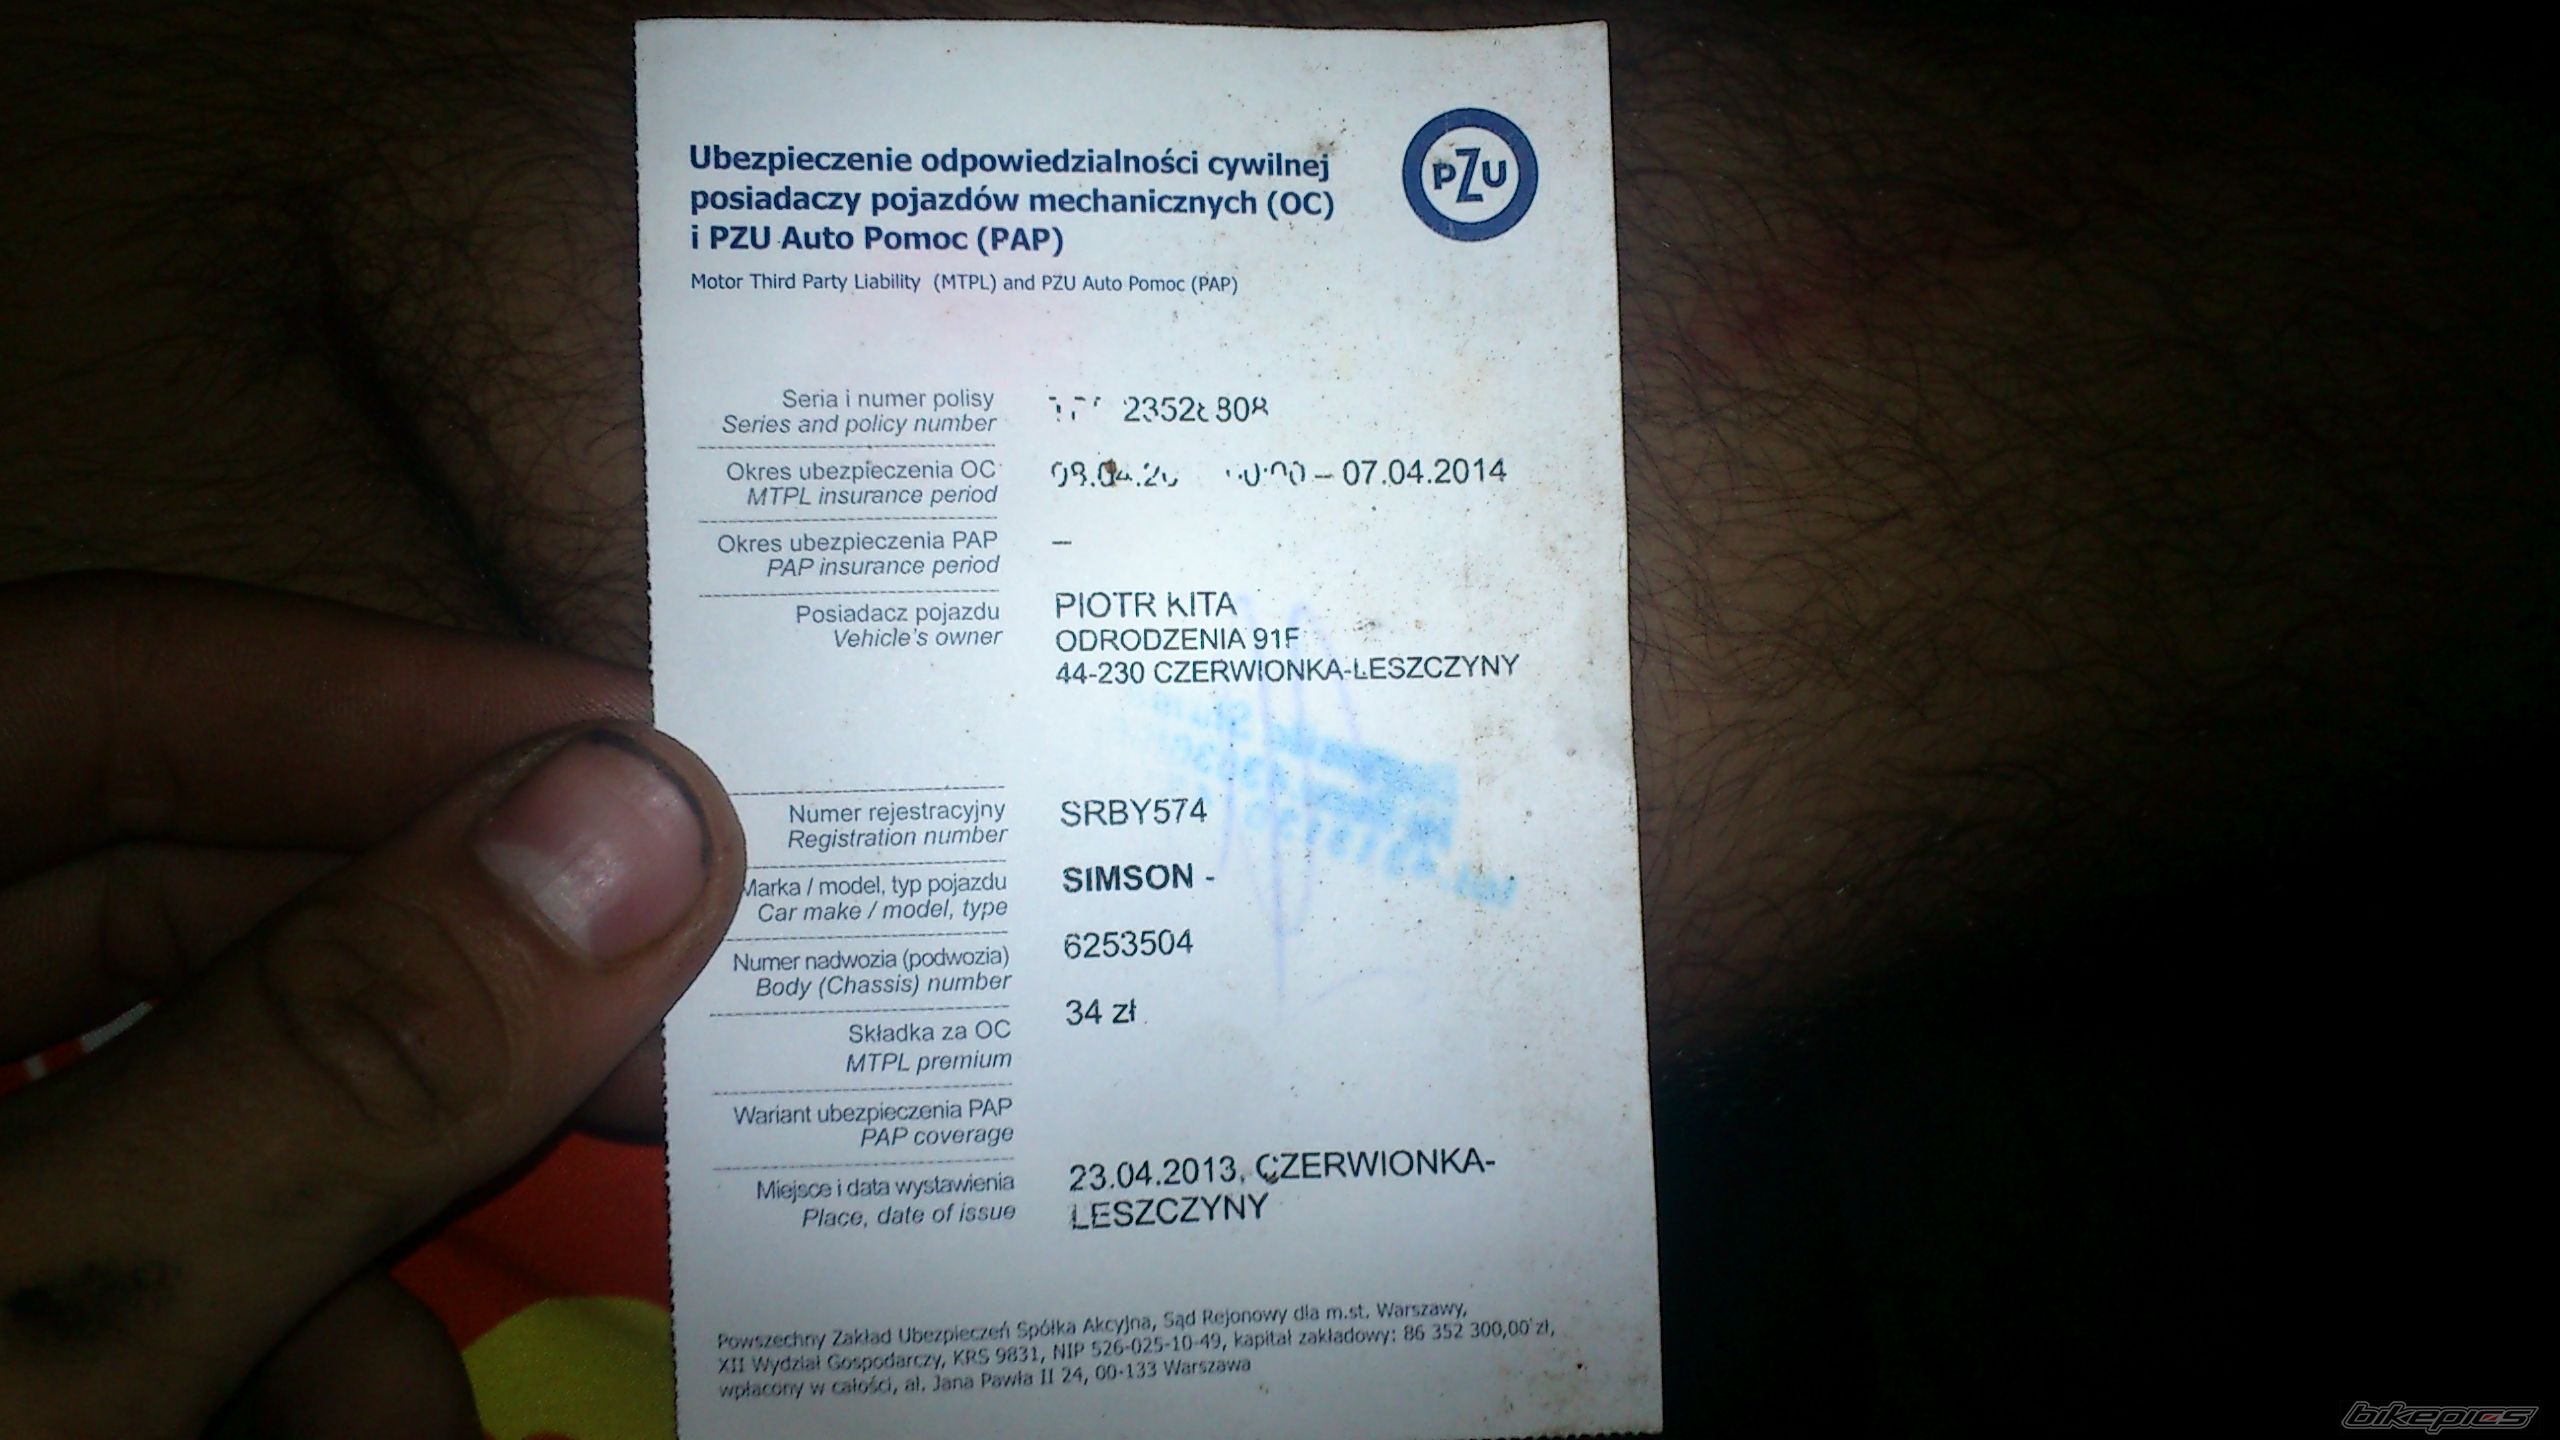 Ubezpieczenie odpowiedzialności cywilnej
posiadaczy pojazdów mechanicznych (OC)
i PZU Auto Pomoc (PAP)
PZU
Motor Third Party Liability (MTPL) and PZU Auto Pomoc (PAP)
Seria i numer polisy
Series and policy number
Okres ubezpieczenia OC
MTPL insurance period
– 07.04.2014
Okres ubezpieczenia PAP
PAP insurance period
–
Posiadacz pojazdu
Vehicle's owner
PIOTR KITA
ODRODZENIA 91F
44-230 CZERWIONKA-LESZCZYNY
Numer rejestracyjny
Registration number
SRBY574
Marka / model, typ pojazdu
Car make / model, type
SIMSON -
Numer nadwozia (podwozia)
Body (Chassis) number
6253504
Składka za OC
MTPL premium
34 zł
Wariant ubezpieczenia PAP
PAP coverage
Miejsce i data wystawienia
Place, date of issue
23.04.2013, CZERWIONKA-
LESZCZYNY
Powszechny Zakład Ubezpieczeń Spółka Akcyjna, Sąd Rejonowy dla m.st. Warszawy,
XII Wydział Gospodarczy, KRS 9831, NIP 526-025-10-49, kapitał zakładowy: 86 352 300,00 zł,
wpłacony w całości, al. Jana Pawła II 24, 00-133 Warszawa
bikepics